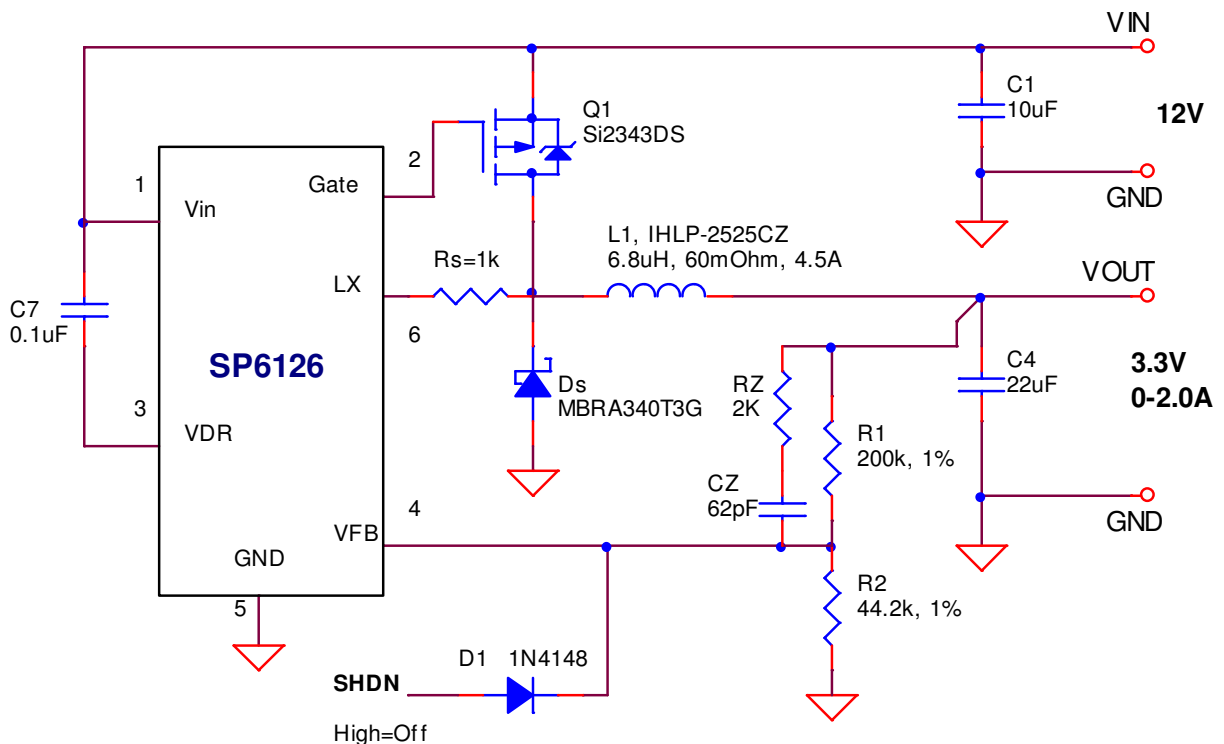 VIN
C1
10uF
12V
GND
Q1
Si2343DS
2
Gate
1
Vin
L1, IHLP-2525CZ
6.8uH, 60mOhm, 4.5A
Rs=1k
LX
6
VOUT
C7
0.1uF
SP6126
C4
22uF
3.3V
0-2.0A
Ds
MBRA340T3G
RZ
2K
3
VDR
R1
200k, 1%
CZ
62pF
4
VFB
GND
GND
5
R2
44.2k, 1%
D1 1N4148
SHDN
High=Off